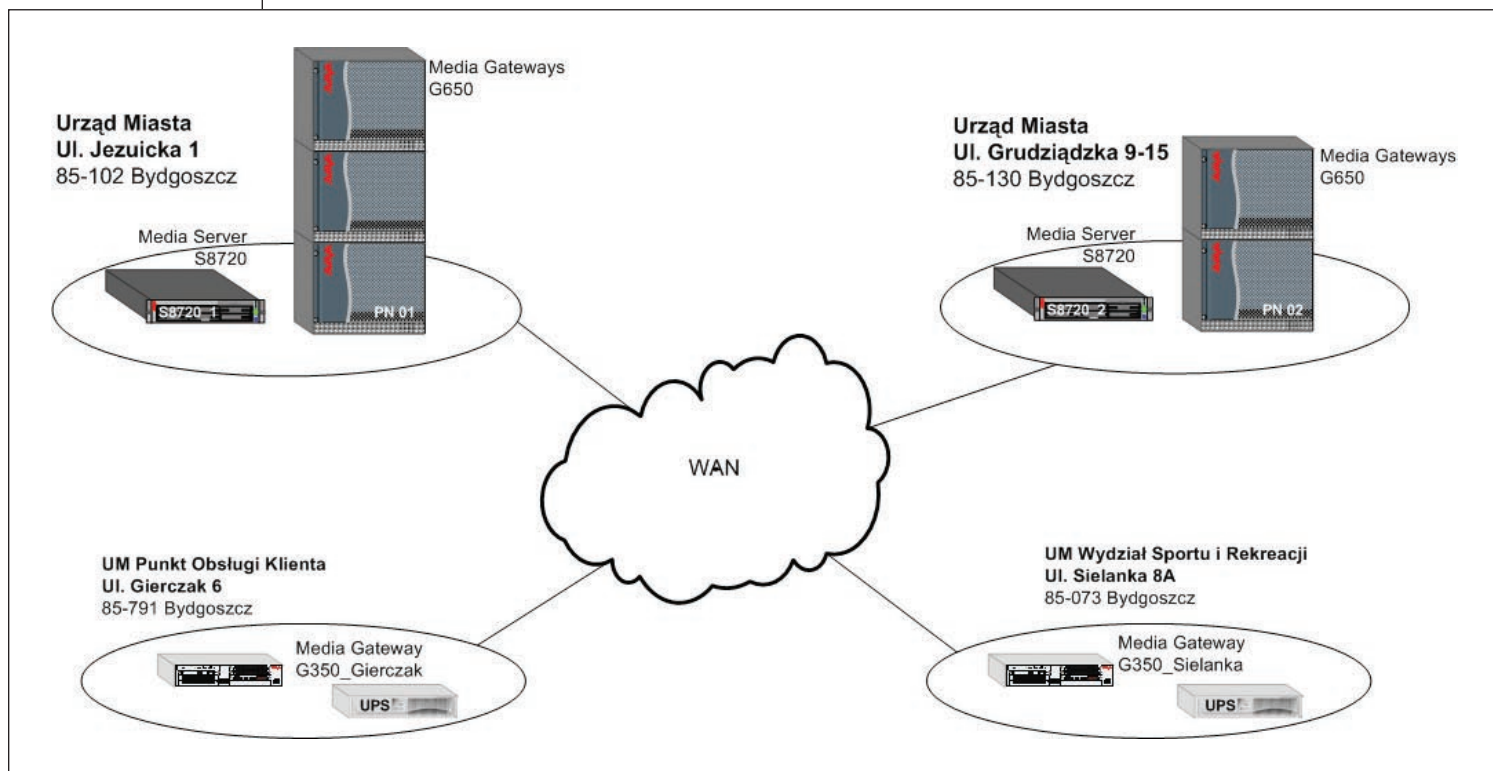 Media Gateways
G650
Urząd Miasta
Ul. Jezuicka 1
85-102 Bydgoszcz
Media Server
S8720
S8720_1
PN 01
Urząd Miasta
Ul. Grudziądzka 9-15
85-130 Bydgoszcz
Media Gateways
G650
Media Server
S8720
S8720_2
PN 02
WAN
UM Punkt Obsługi Klienta
Ul. Gierczak 6
85-791 Bydgoszcz
Media Gateway
G350_Gierczak
UPS
UM Wydział Sportu i Rekreacji
Ul. Sielanka 8A
85-073 Bydgoszcz
Media Gateway
G350_Sielanka
UPS